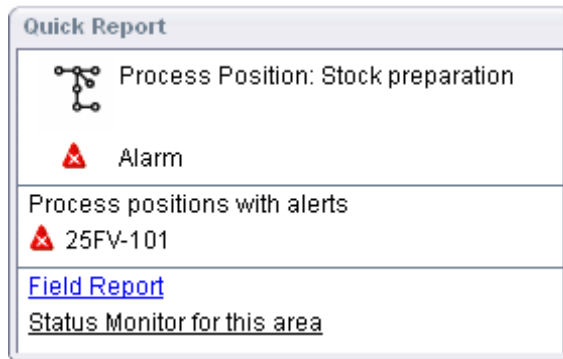 Quick Report
Process Position: Stock preparation
Alarm
Process positions with alerts
25FV-101
Field Report
Status Monitor for this area